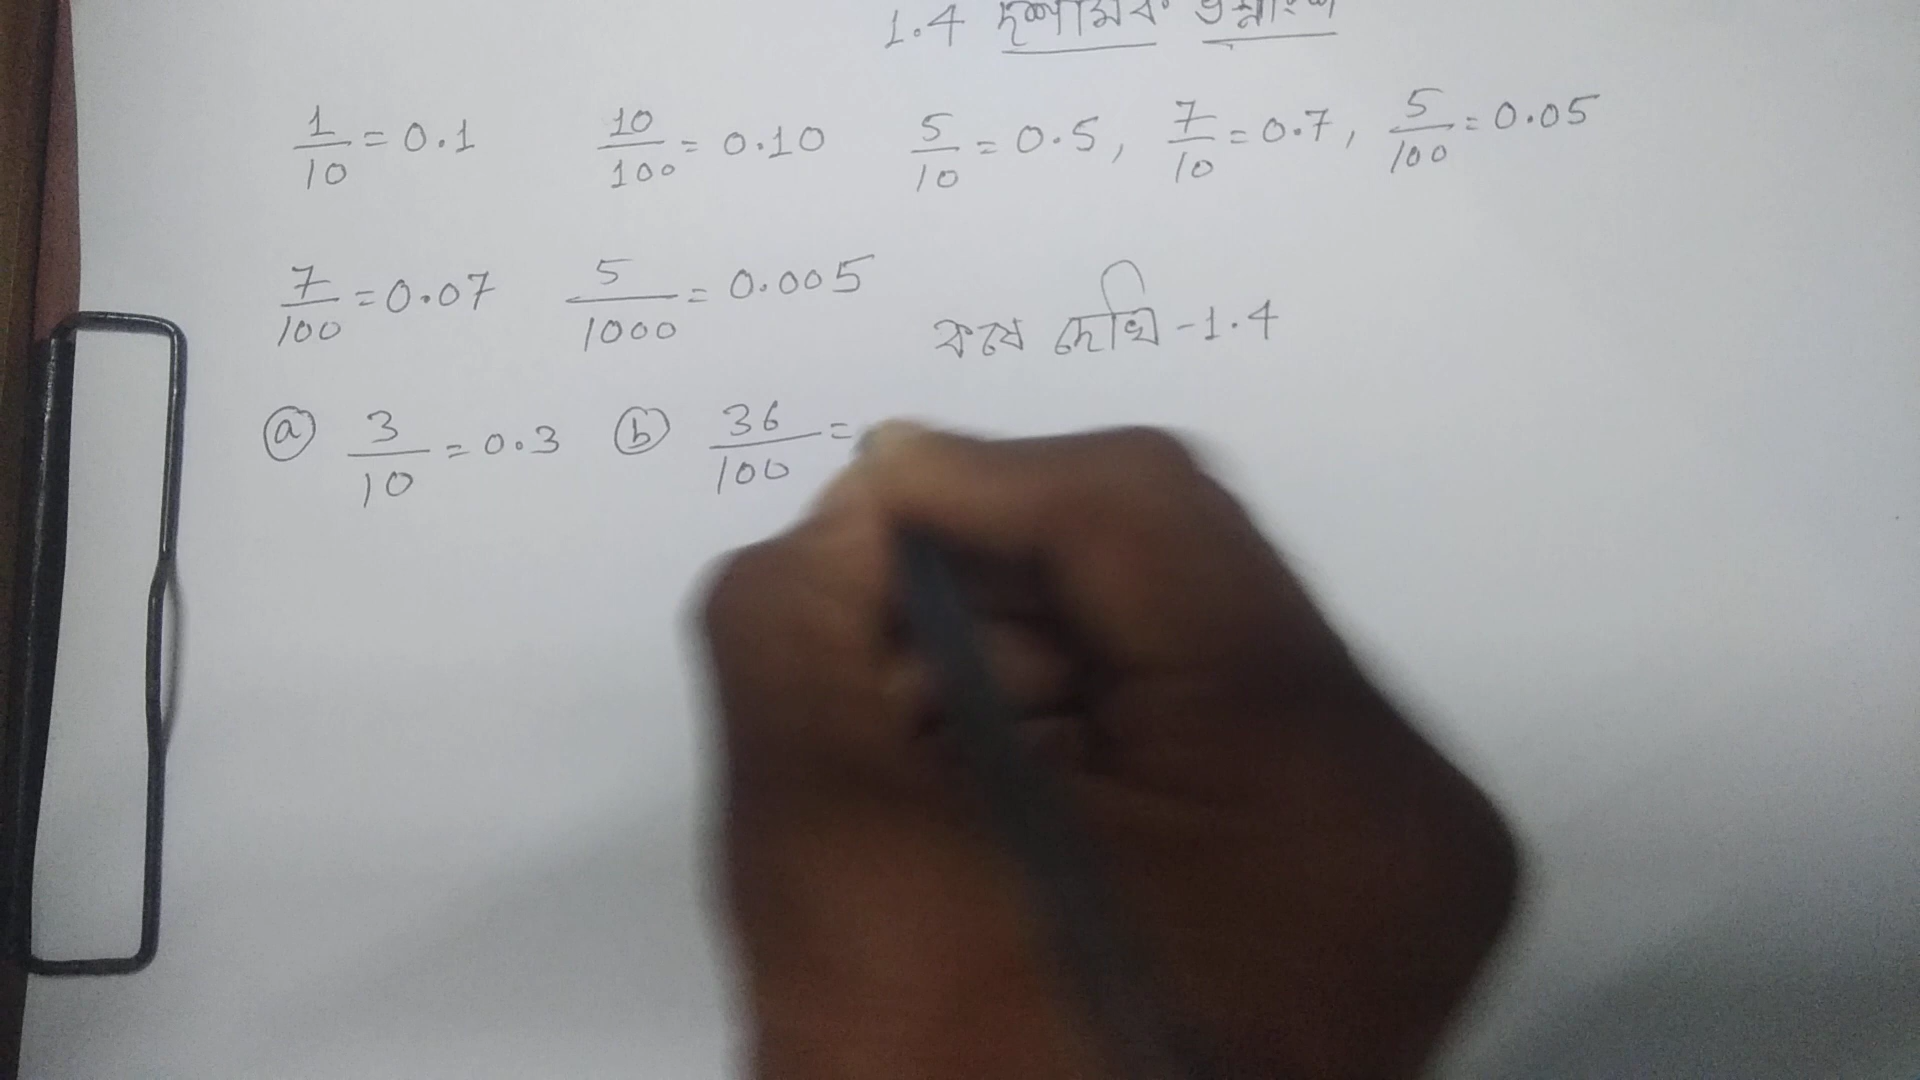 1.4 দশমিক ভগ্নাংশ
1/10 = 0.1 10/100 = 0.10 5/10 = 0.5, 7/10 = 0.7, 5/100 = 0.05
7/100 = 0.07 5/1000 = 0.005 কষে দেখি -1.4
ⓐ 3/10 = 0.3 ⓑ 36/100 =